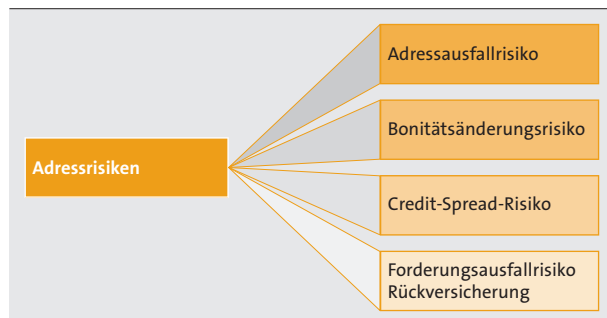 Adressrisiken
Adressausfallrisiko
Bonitätsänderungsrisiko
Credit-Spread-Risiko
Forderungsausfallrisiko
Rückversicherung